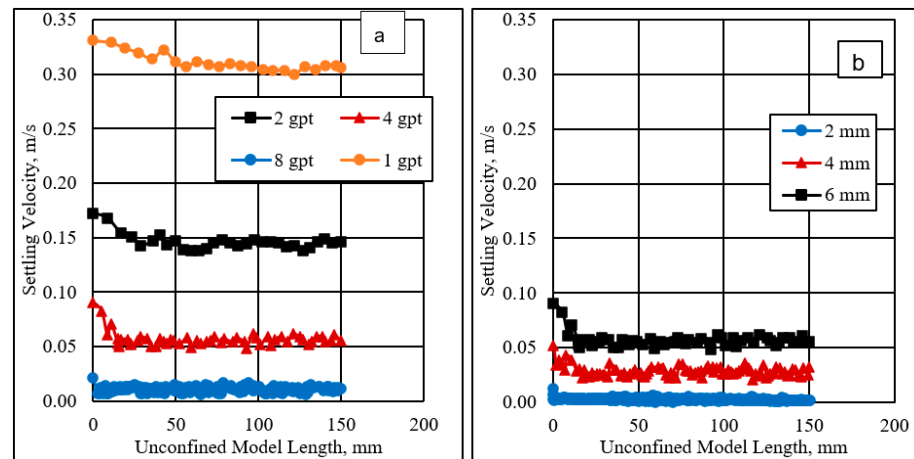 a
0.35
0.30
0.25
0.20
0.15
0.10
0.05
0.00
Settling Velocity, m/s
2 gpt
4 gpt
8 gpt
1 gpt
0
50
100
150
200
Unconfined Model Length, mm
b
0.35
0.30
0.25
0.20
0.15
0.10
0.05
0.00
Settling Velocity, m/s
2 mm
4 mm
6 mm
0
50
100
150
200
Unconfined Model Length, mm